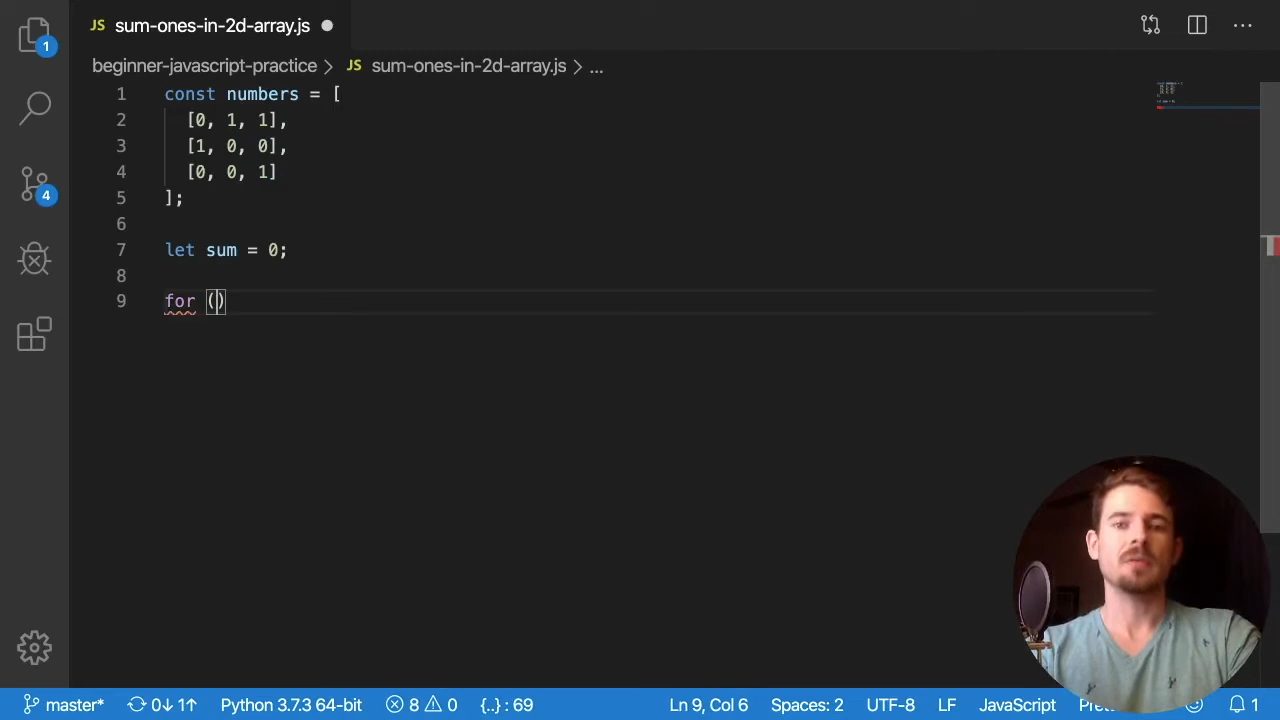 JS sum-ones-in-2d-array.js
1
beginner-javascript-practice > JS sum-ones-in-2d-array.js > ...
1 const numbers = [
2 [0, 1, 1],
3 [1, 0, 0],
4 [0, 0, 1]
5 ];
6
7 let sum = 0;
8
9 for ()
4
master* 0↓ 1↑ Python 3.7.3 64-bit 8 0 {..} : 69 Ln 9, Col 6 Spaces: 2 UTF-8 LF JavaScript 1